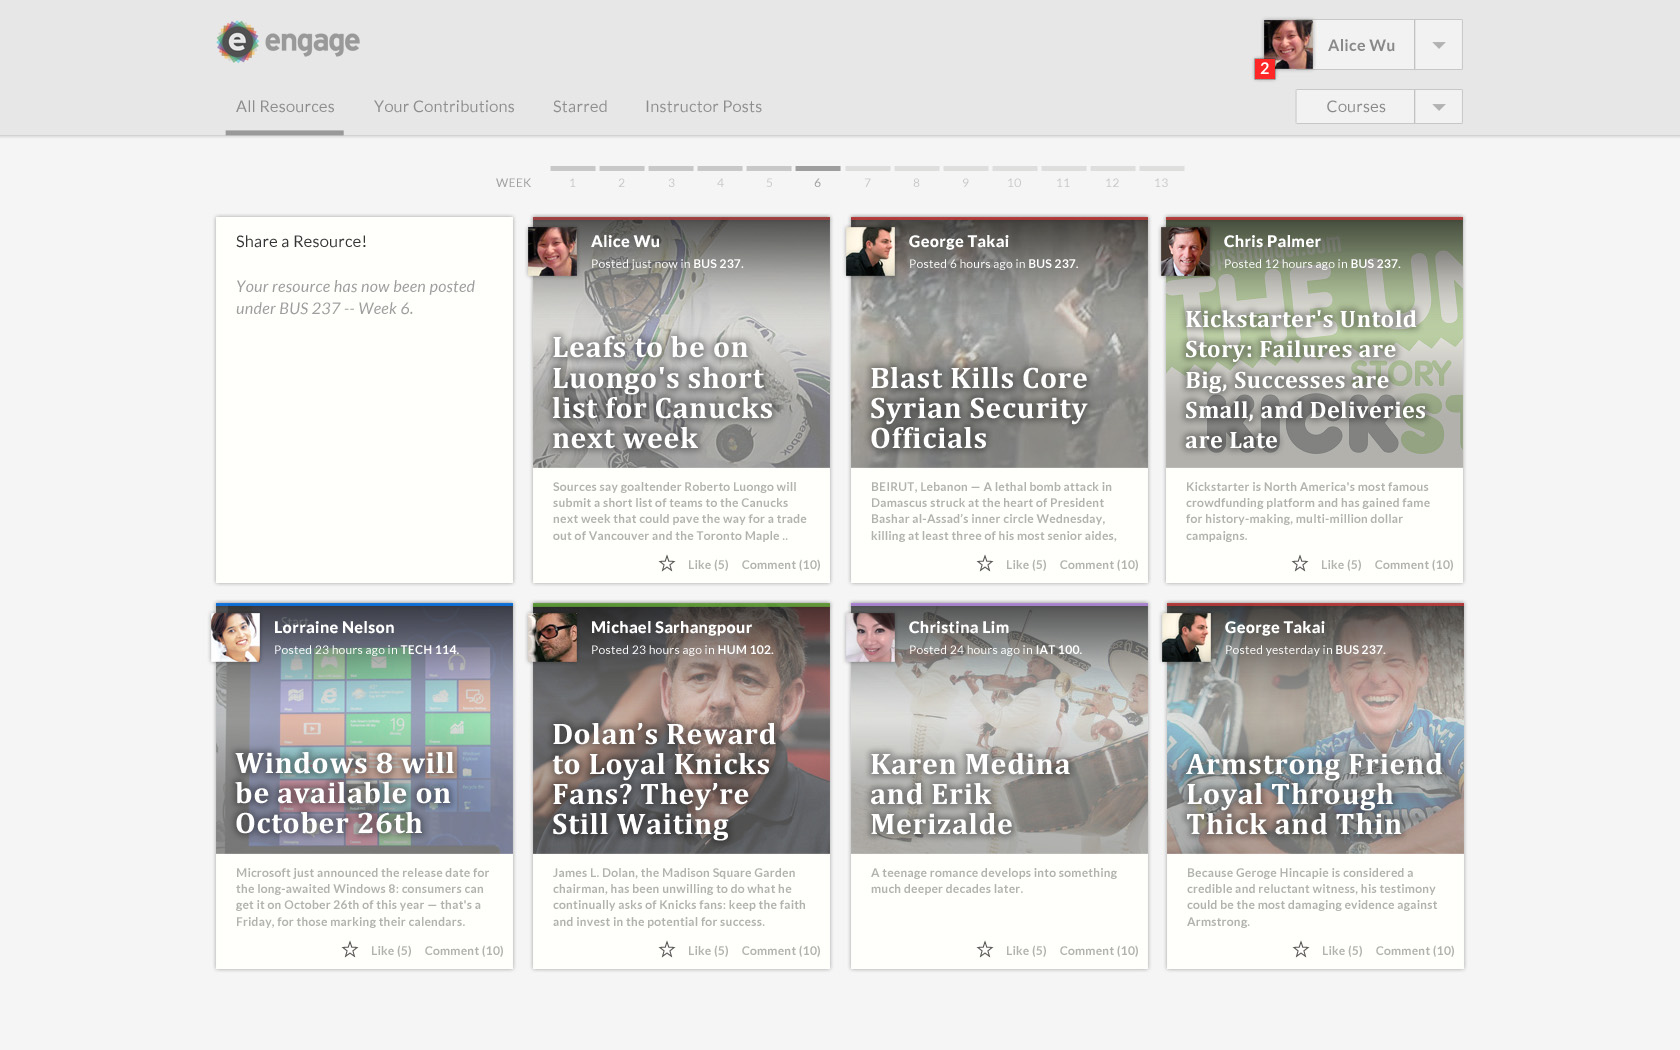 e engage
Alice Wu
2
All Resources
Your Contributions
Starred
Instructor Posts
Courses
WEEK 1 2 3 4 5 6 7 8 9 10 11 12 13
Share a Resource!
Your resource has now been posted
under BUS 237 -- Week 6.
Alice Wu
Posted just now in BUS 237.
Leafs to be on
Luongo's short
list for Canucks
next week
Reebok
Sources say goaltender Roberto Luongo will
submit a short list of teams to the Canucks
next week that could pave the way for a trade
out of Vancouver and the Toronto Maple ..
Like (5) Comment (10)
George Takai
Posted 6 hours ago in BUS 237.
Blast Kills Core
Syrian Security
Officials
BEIRUT, Lebanon — A lethal bomb attack in
Damascus struck at the heart of President
Bashar al-Assad's inner circle Wednesday,
killing at least three of his most senior aides,
Like (5) Comment (10)
Chris Palmer
Posted 12 hours ago in BUS 237.
THE UN
STORY
KICKST
Kickstarter's Untold
Story: Failures are
Big, Successes are
Small, and Deliveries
are Late
Kickstarter is North America's most famous
crowdfunding platform and has gained fame
for history-making, multi-million dollar
campaigns.
Like (5) Comment (10)
Lorraine Nelson
Posted 23 hours ago in TECH 114.
Start
19
Windows 8 will
be available on
October 26th
Microsoft just announced the release date for
the long-awaited Windows 8: consumers can
get it on October 26th of this year — that's a
Friday, for those marking their calendars.
Like (5) Comment (10)
Michael Sarhangpour
Posted 23 hours ago in HUM 102.
Dolan’s Reward
to Loyal Knicks
Fans? They’re
Still Waiting
James L. Dolan, the Madison Square Garden
chairman, has been unwilling to do what he
continually asks of Knicks fans: keep the faith
and invest in the potential for success.
Like (5) Comment (10)
Christina Lim
Posted 24 hours ago in IAT 100.
Karen Medina
and Erik
Merizalde
A teenage romance develops into something
much deeper decades later.
Like (5) Comment (10)
George Takai
Posted yesterday in BUS 237.
Armstrong Friend
Loyal Through
Thick and Thin
Because Geroge Hincapie is considered a
credible and reluctant witness, his testimony
could be the most damaging evidence against
Armstrong.
Like (5) Comment (10)